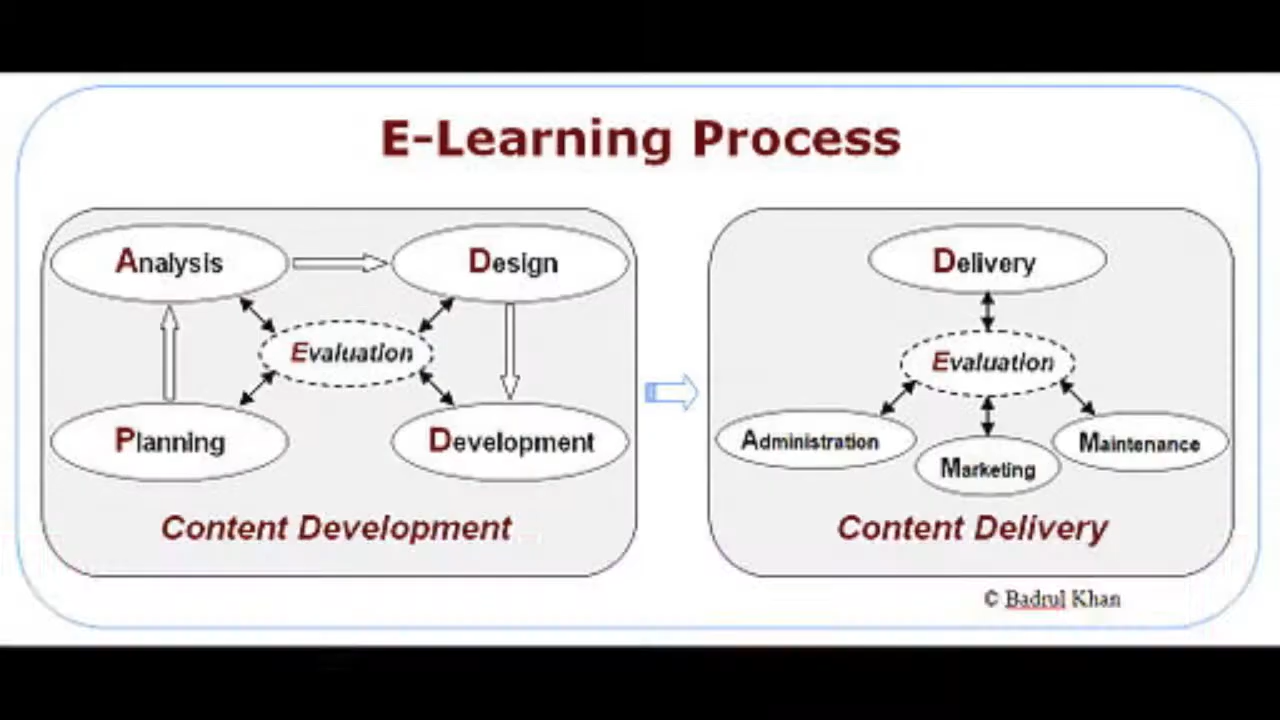 E-Learning Process
Analysis
Design
Evaluation
Planning
Development
Content Development
Delivery
Evaluation
Administration
Marketing
Maintenance
Content Delivery
© Badrul Khan